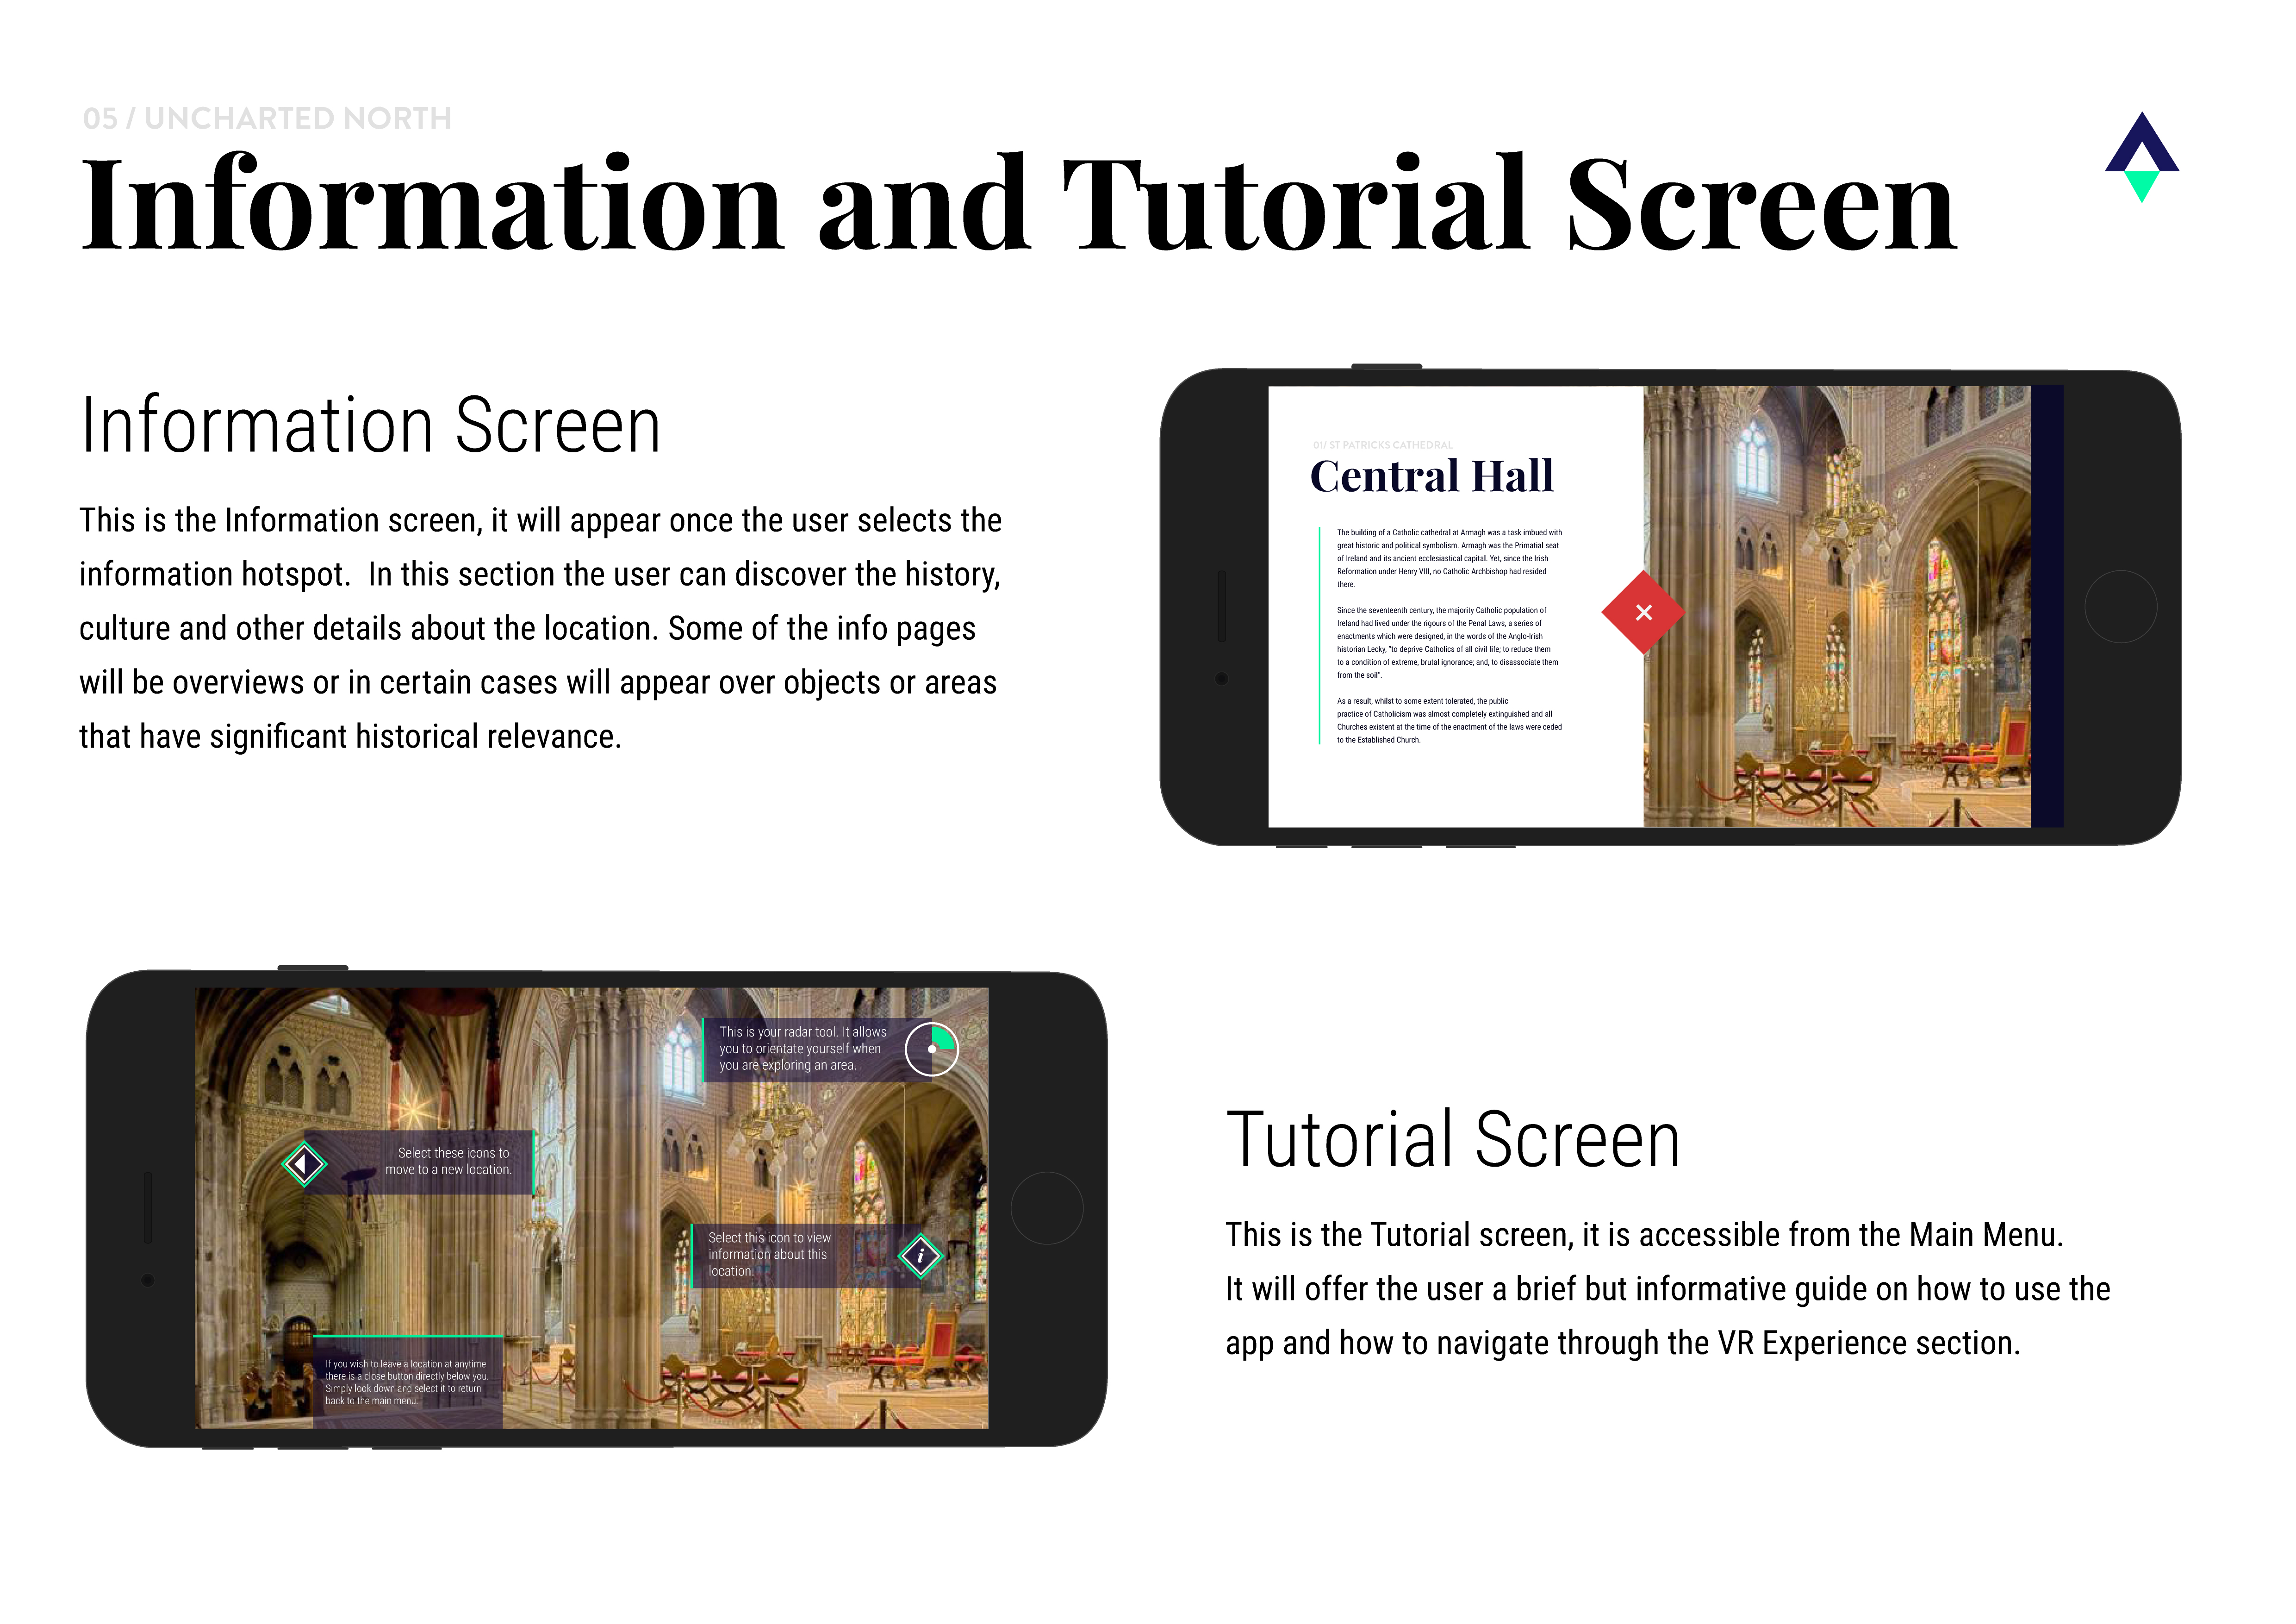 05 / UNCHARTED NORTH
Information and Tutorial Screen
Information Screen
This is the Information screen, it will appear once the user selects the
information hotspot.  In this section the user can discover the history,
culture and other details about the location. Some of the info pages
will be overviews or in certain cases will appear over objects or areas
that have significant historical relevance.
01/ ST PATRICKS CATHEDRAL
Central Hall
The building of a Catholic cathedral at Armagh was a task imbued with
great historic and political symbolism. Armagh was the Primatial seat
of Ireland and its ancient ecclesiastical capital. Yet, since the Irish
Reformation under Henry VIII, no Catholic Archbishop had resided
there.
Since the seventeenth century, the majority Catholic population of
Ireland had lived under the rigours of the Penal Laws, a series of
enactments which were designed, in the words of the Anglo-Irish
historian Lecky, "to deprive Catholics of all civil life; to reduce them
to a condition of extreme, brutal ignorance; and, to disassociate them
from the soil".
As a result, whilst to some extent tolerated, the public
practice of Catholicism was almost completely extinguished and all
Churches existent at the time of the enactment of the laws were ceded
to the Established Church.
This is your radar tool. It allows
you to orientate yourself when
you are exploring an area.
Select these icons to
move to a new location.
Select this icon to view
information about this
location.
i
If you wish to leave a location at anytime
there is a close button directly below you.
Simply look down and select it to return
back to the main menu.
Tutorial Screen
This is the Tutorial screen, it is accessible from the Main Menu.
It will offer the user a brief but informative guide on how to use the
app and how to navigate through the VR Experience section.